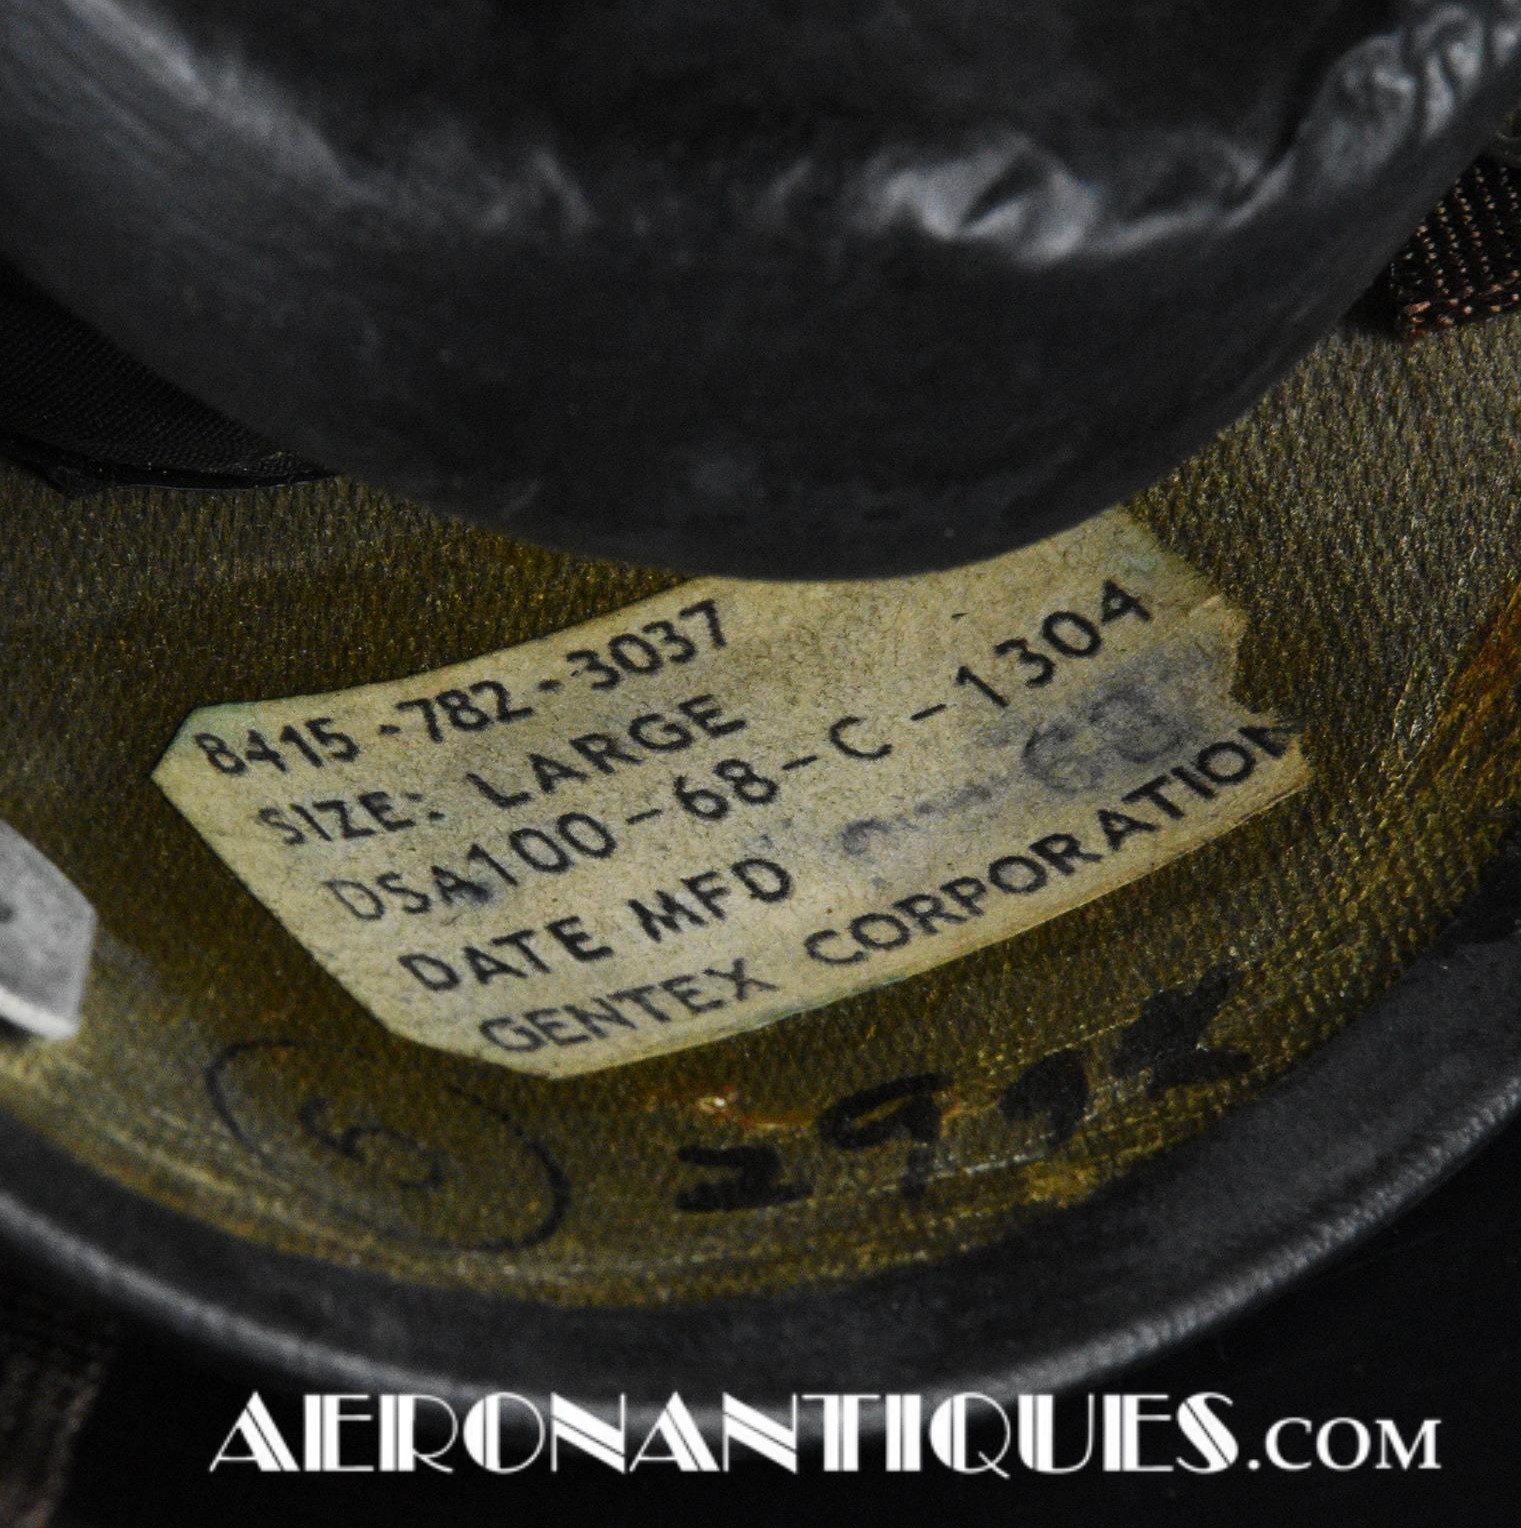 8415-782-3037
SIZE: LARGE
DSA100-68-C-1304
DATE MFD
GENTEX CORPORATION
AERONANTIQUES.COM